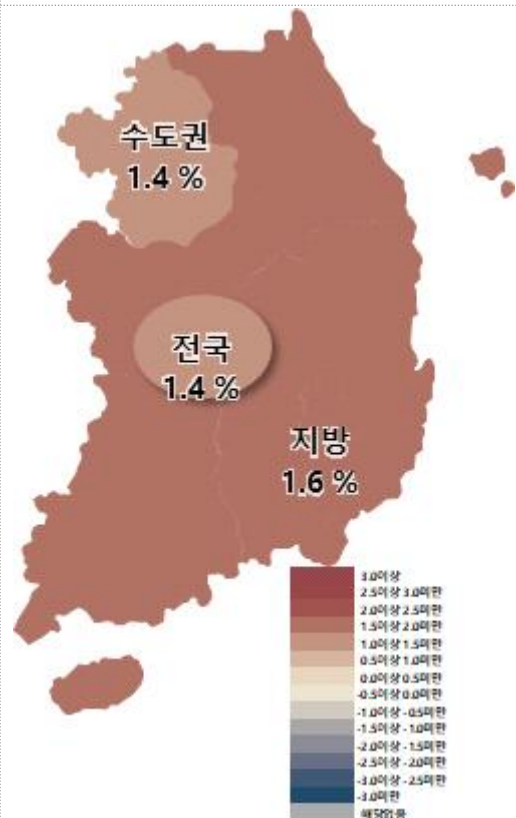 수도권
1.4 %
전국
1.4 %
지방
1.6 %
3.0이상
2.5이상 3.0미만
2.0이상 2.5미만
1.5이상 2.0미만
1.0이상 1.5미만
0.5이상 1.0미만
0.0이상 0.5미만
-0.5이상 0.0미만
-1.0이상 -0.5미만
-1.5이상 -1.0미만
-2.0이상 -1.5미만
-2.5이상 -2.0미만
-3.0이상 -2.5미만
-3.0미만
해당없음